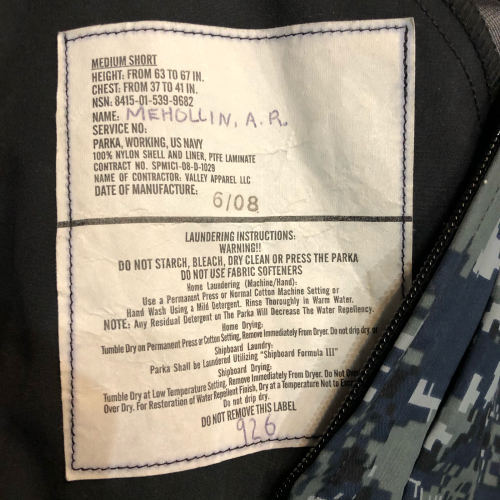 MEDIUM SHORT
HEIGHT: FROM 63 TO 67 IN.
CHEST: FROM 37 TO 41 IN.
NSN: 8415-01-539-9682
NAME: MEHOLLIN, A.R.
SERVICE NO:
PARKA, WORKING, US NAVY
100% NYLON SHELL AND LINER, PTFE LAMINATE
CONTRACT NO. SPM1C1-08-D-1029
NAME OF CONTRACTOR: VALLEY APPAREL LLC
DATE OF MANUFACTURE: 6/08
LAUNDERING INSTRUCTIONS:
WARNING!!
DO NOT STARCH, BLEACH, DRY CLEAN OR PRESS THE PARKA
DO NOT USE FABRIC SOFTENERS
Home Laundering (Machine/Hand):
Use a Permanent Press or Normal Cotton Machine Setting or
Hand Wash Using a Mild Detergent. Rinse Thoroughly in Warm Water.
NOTE: Any Residual Detergent on The Parka Will Decrease The Water Repellency.
Home Drying:
Tumble Dry on Permanent Press or Cotton Setting, Remove Immediately From Dryer. Do not drip dry or
Shipboard Laundry:
Parka Shall be Laundered Utilizing "Shipboard Formula III"
Shipboard Drying:
Tumble Dry at Low Temperature Setting, Remove Immediately From Dryer. Do Not
Over Dry. For Restoration of Water Repellent Finish, Dry at a Temperature Not to
Do not drip dry.
DO NOT REMOVE THIS LABEL
926